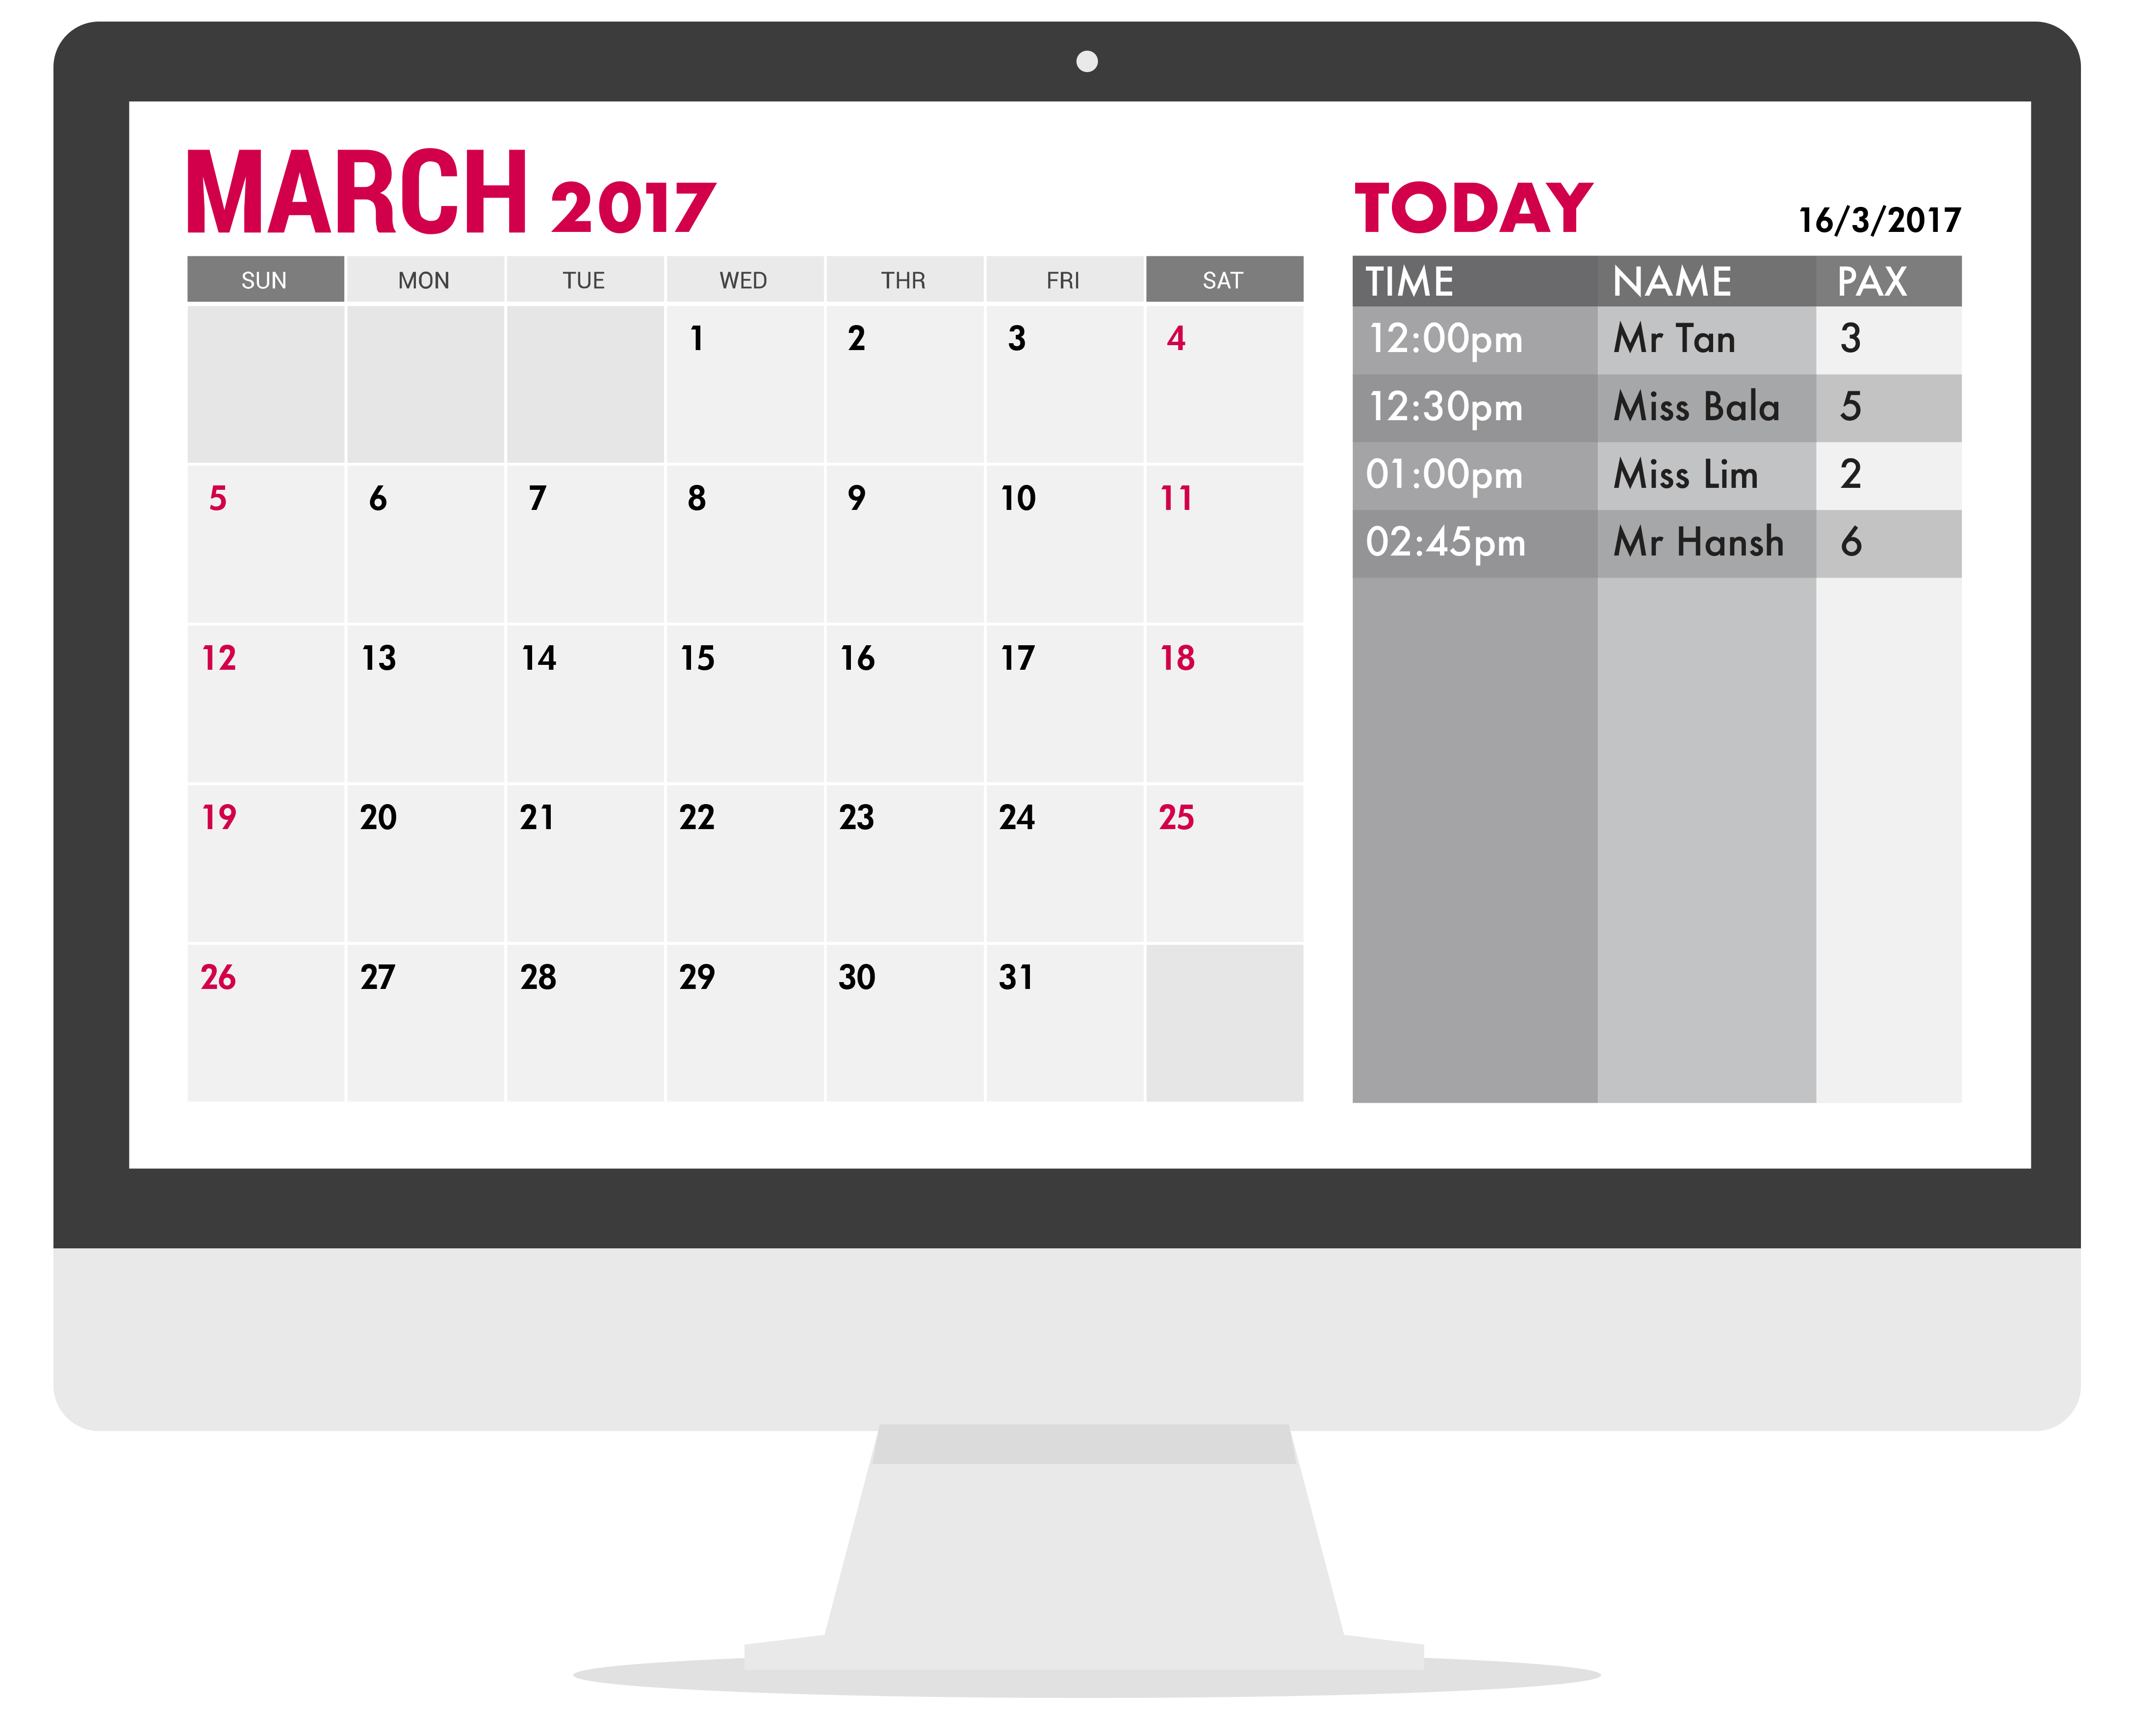 MARCH 2017
SUN MON TUE WED THR FRI SAT
1 2 3 4
5 6 7 8 9 10 11
12 13 14 15 16 17 18
19 20 21 22 23 24 25
26 27 28 29 30 31
TODAY 16/3/2017
TIME NAME PAX
12:00pm Mr Tan 3
12:30pm Miss Bala 5
01:00pm Miss Lim 2
02:45pm Mr Hansh 6